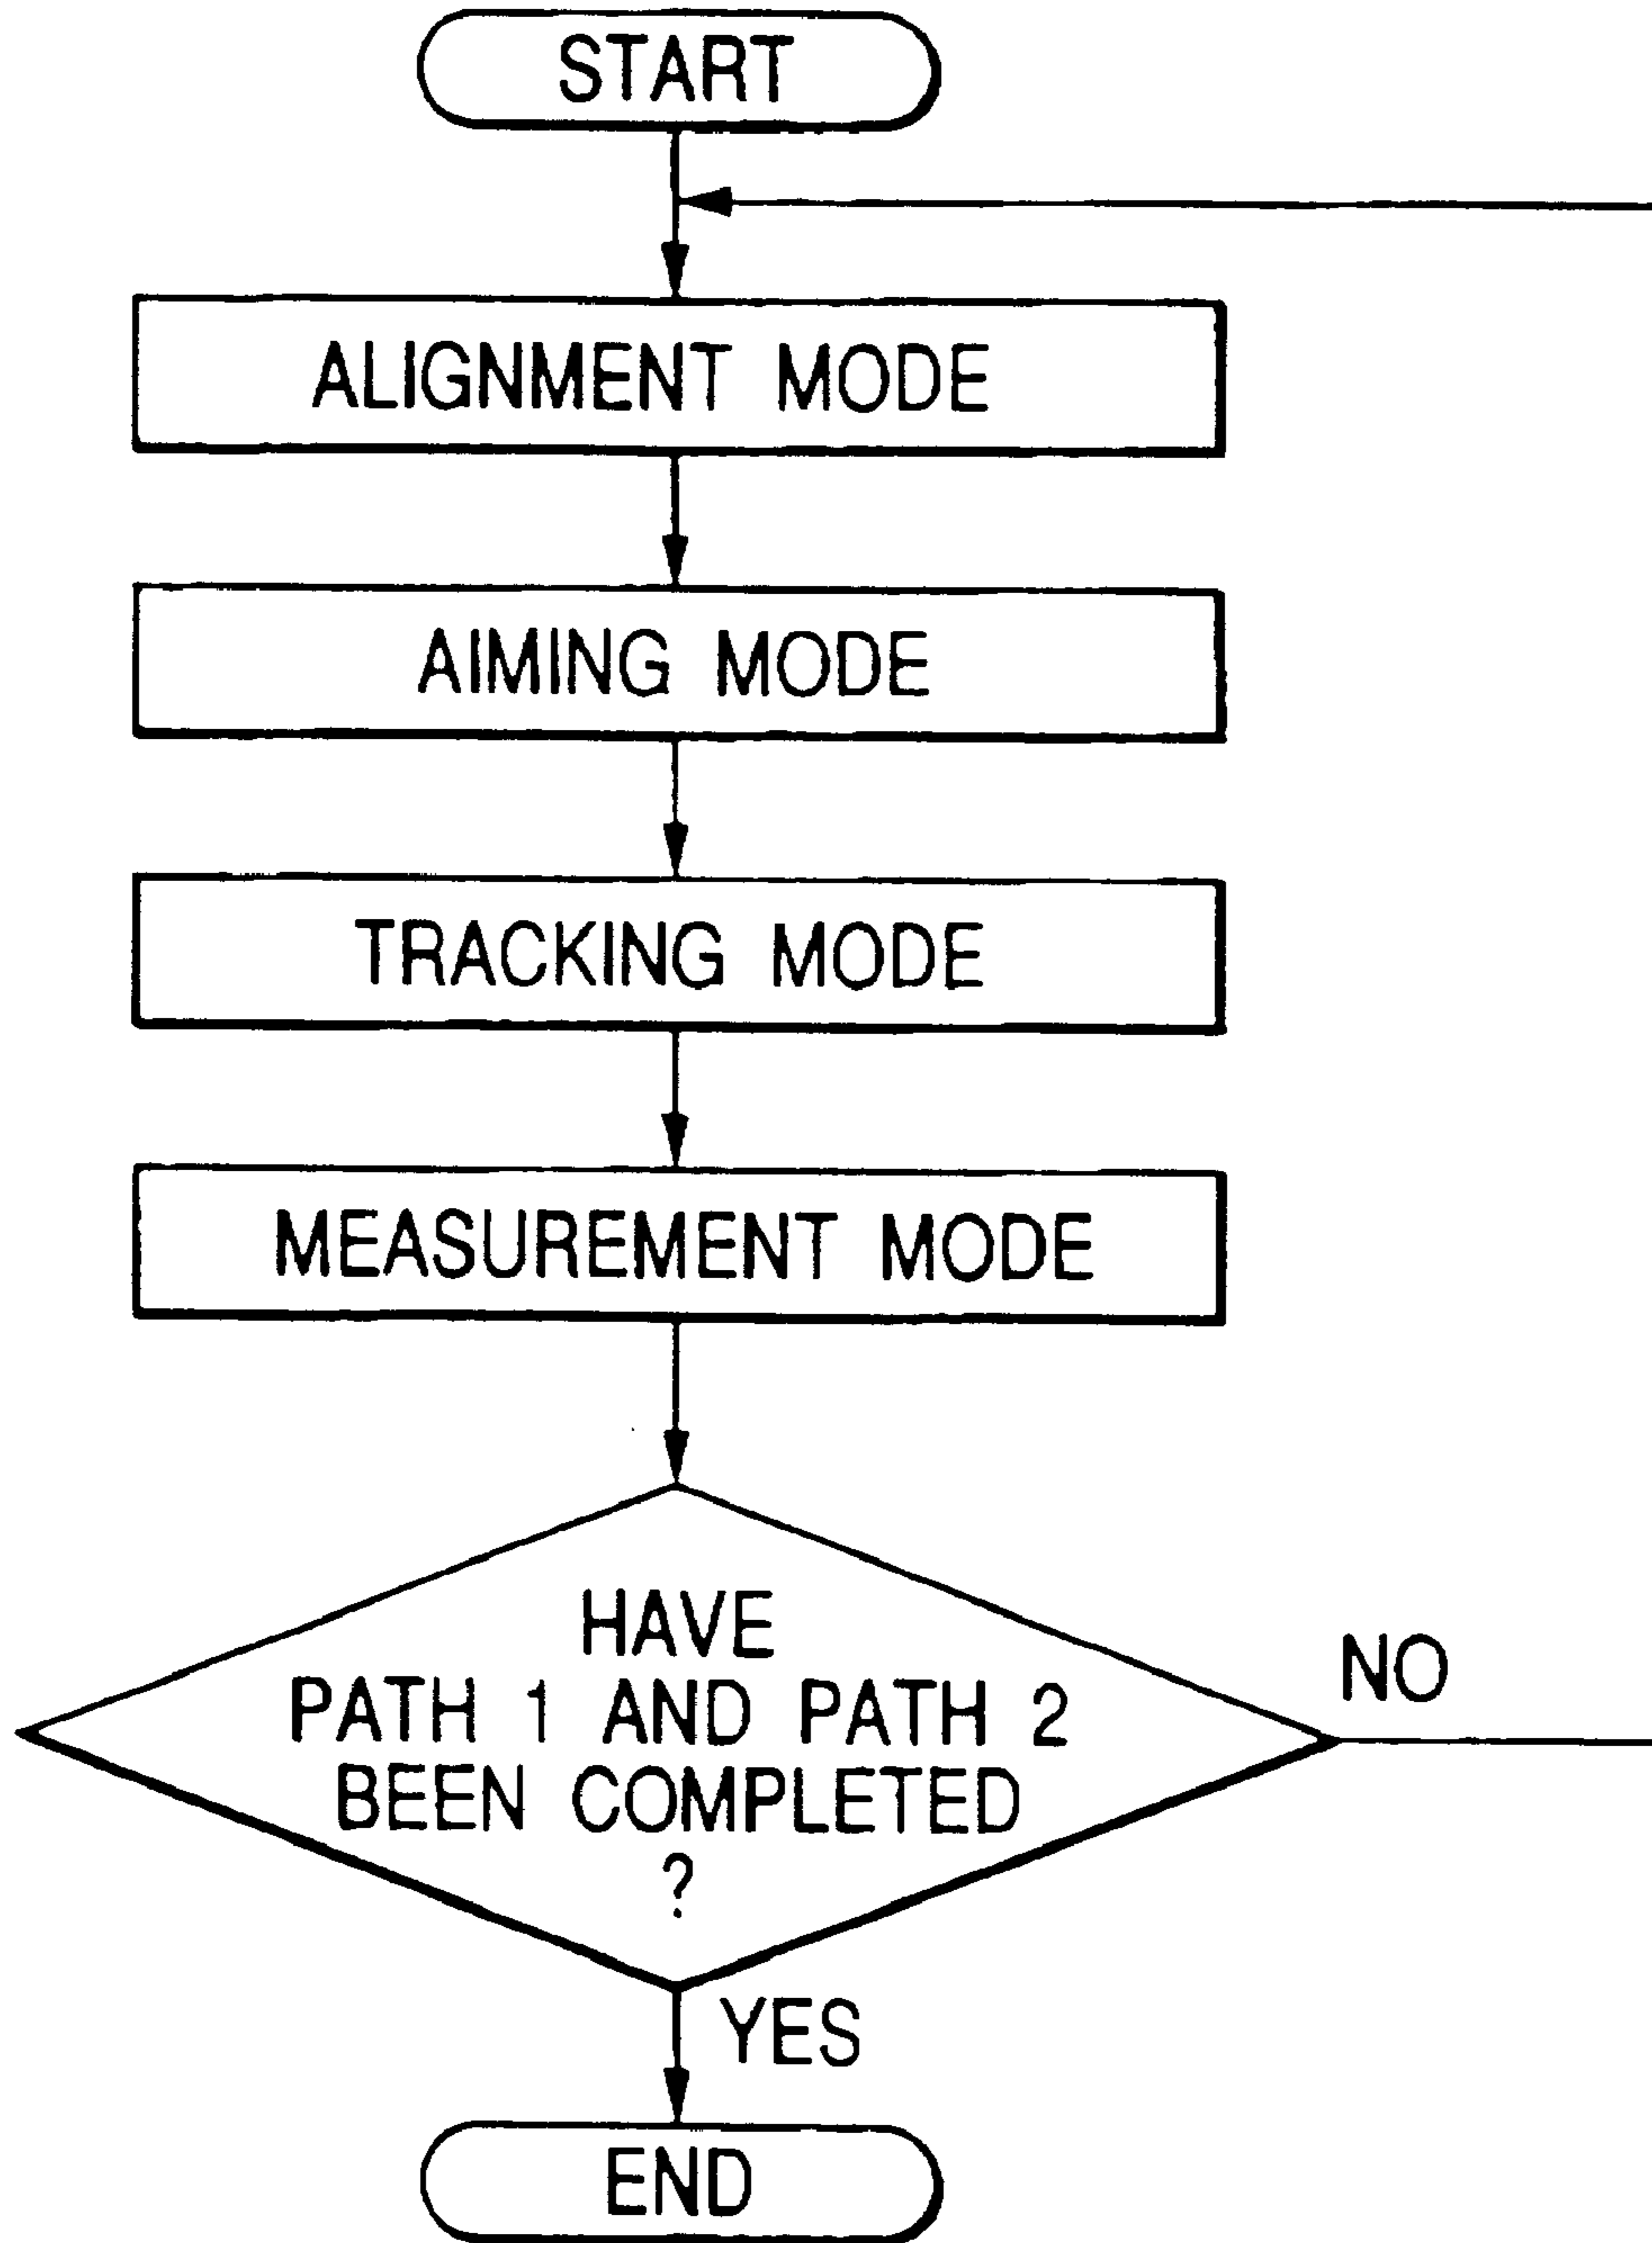 START
ALIGNMENT MODE
AIMING MODE
TRACKING MODE
MEASUREMENT MODE
HAVE
PATH 1 AND PATH 2
BEEN COMPLETED
?
NO
YES
END